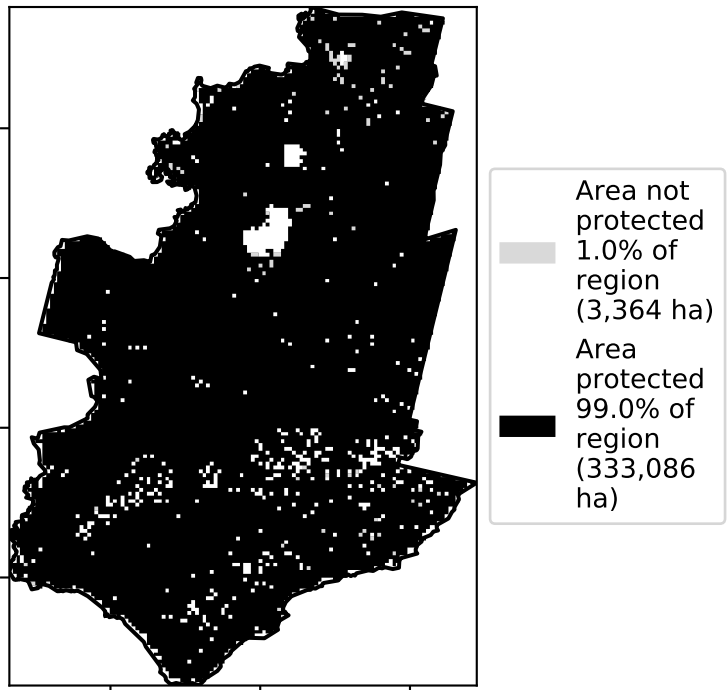 Area not
protected
1.0% of
region
(3,364 ha)
Area
protected
99.0% of
region
(333,086
ha)